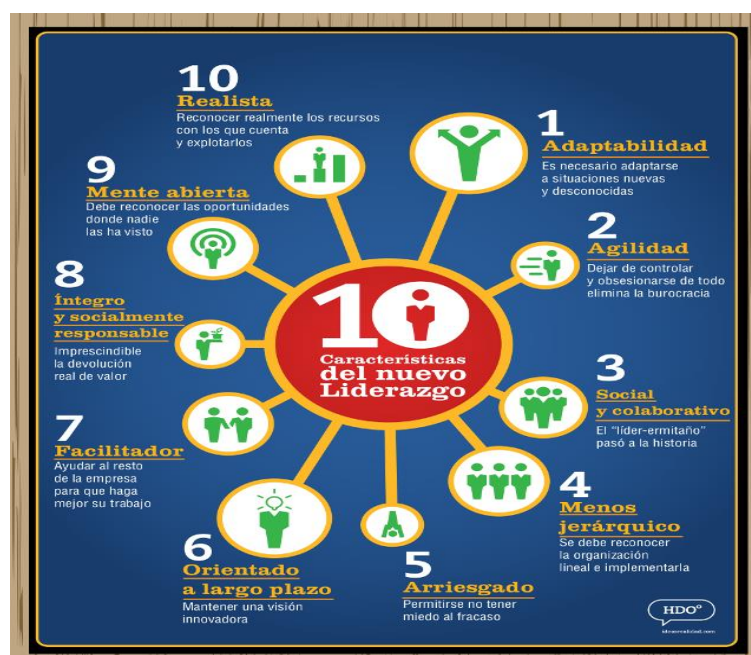 10
Características
del nuevo
Liderazgo
1
Adaptabilidad
Es necesario adaptarse
a situaciones nuevas
y desconocidas
2
Agilidad
Dejar de controlar
y obsesionarse de todo
elimina la burocracia
3
Social
y colaborativo
El "líder-ermitaño"
pasó a la historia
4
Menos
jerárquico
Se debe reconocer
la organización
lineal e implementarla
5
Arriesgado
Permitirse no tener
miedo al fracaso
6
Orientado
a largo plazo
Mantener una visión
innovadora
7
Facilitador
Ayudar al resto
de la empresa
para que haga
mejor su trabajo
8
Íntegro
y socialmente
responsable
Imprescindible
la devolución
real de valor
9
Mente abierta
Debe reconocer las oportunidades
donde nadie
las ha visto
10
Realista
Reconocer realmente los recursos
con los que cuenta
y explotarlos
HDOº